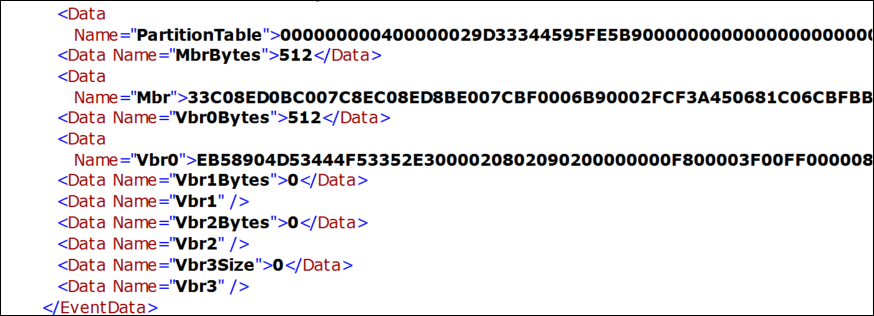 <Data
Name="PartitionTable">000000000400000029D33344595FE5B9000000000000000000000
<Data Name="MbrBytes">512</Data>
<Data
Name="Mbr">33C08ED0BC007C8EC08ED8BE007CBF0006B90002FCF3A450681C06CBFBB
<Data Name="Vbr0Bytes">512</Data>
<Data
Name="Vbr0">EB58904D53444F53352E3000020802090200000000F800003F00FF000008
<Data Name="Vbr1Bytes">0</Data>
<Data Name="Vbr1" />
<Data Name="Vbr2Bytes">0</Data>
<Data Name="Vbr2" />
<Data Name="Vbr3Size">0</Data>
<Data Name="Vbr3" />
</EventData>